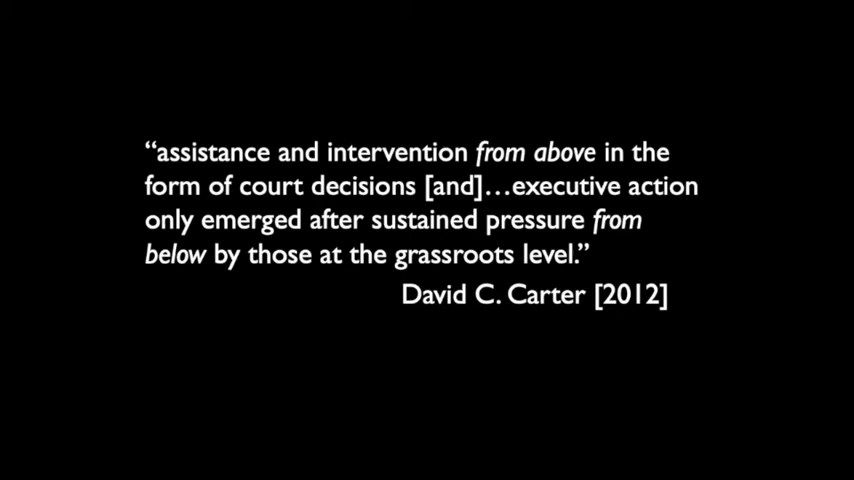 “assistance and intervention from above in the
form of court decisions [and]…executive action
only emerged after sustained pressure from
below by those at the grassroots level.”
David C. Carter [2012]